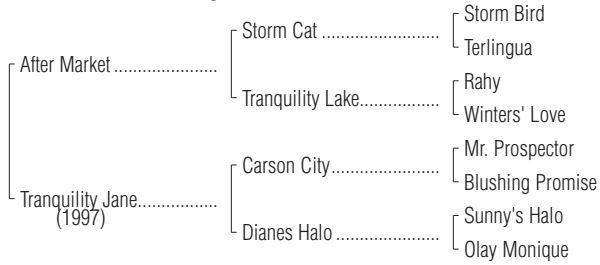 Storm Bird
Storm Cat ..............................
Terlingua
After Market ..........................
Rahy
Tranquility Lake....................
Winters' Love
Mr. Prospector
Carson City...........................
Blushing Promise
Tranquility Jane....................
(1997)
Sunny's Halo
Dianes Halo ..........................
Olay Monique